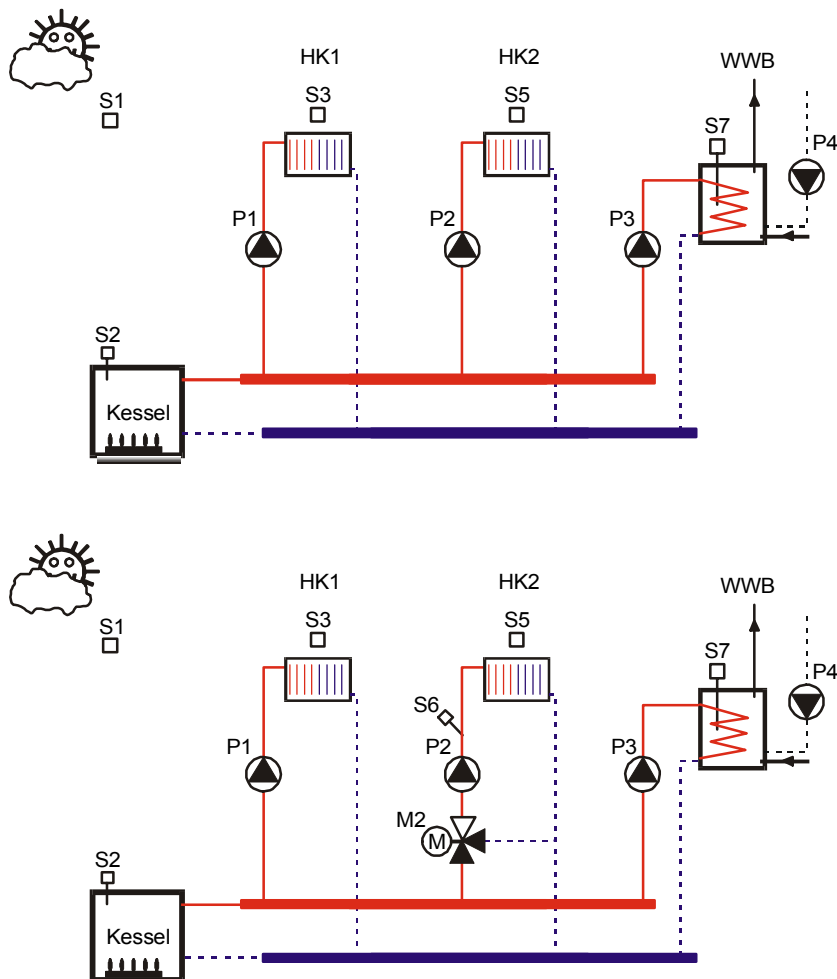 HK1
HK2
WWB
S1
S3
S5
S7
P4
P1
P2
P3
S2
Kessel
HK1
HK2
WWB
S1
S3
S5
S7
P4
S6
P1
P2
P3
M2
M
S2
Kessel